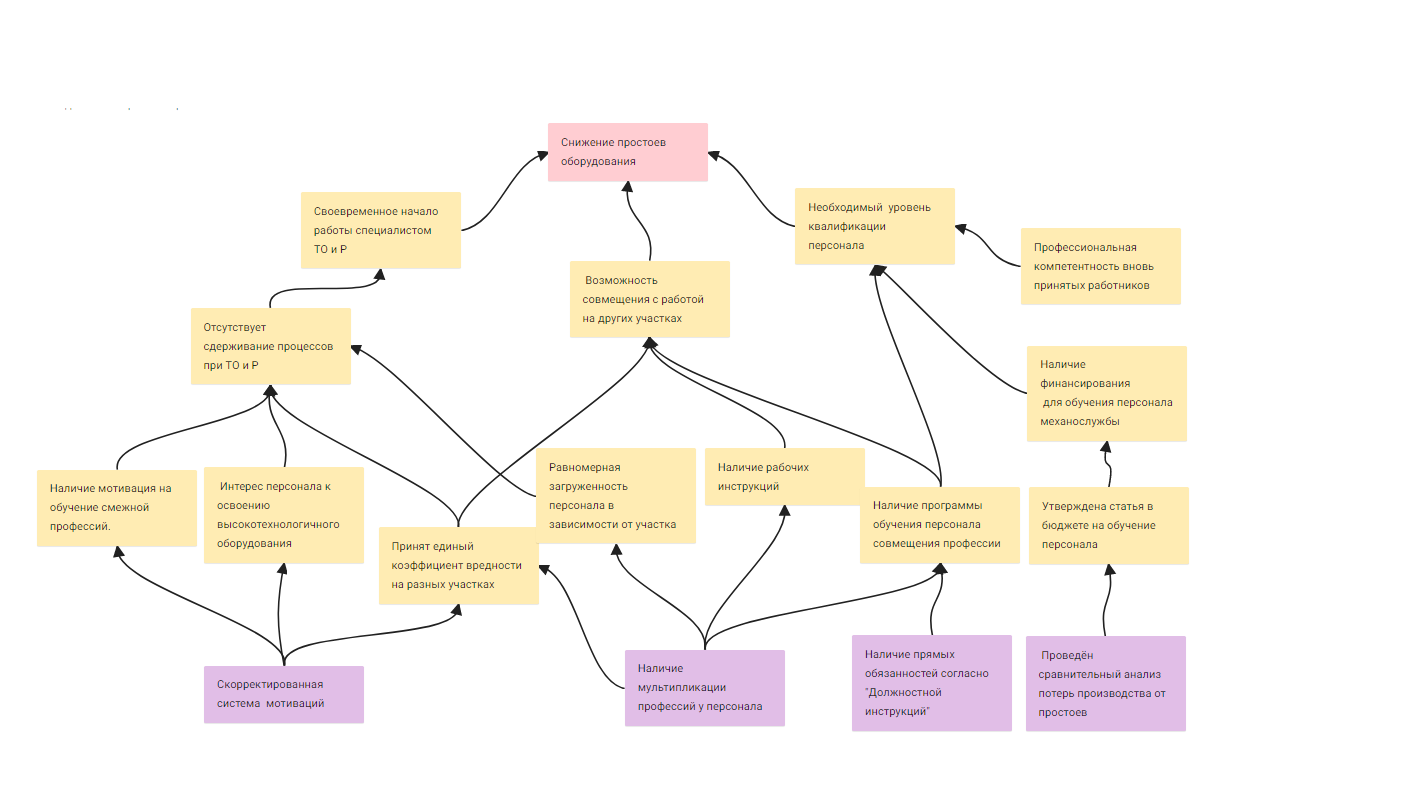 Снижение простоев
оборудования
Своевременное начало
работы специалистом
ТО и Р
Необходимый уровень
квалификации
персонала
Профессиональная
компетентность вновь
принятых работников
Возможность
совмещения с работой
на других участках
Отсутствует
сдерживание процессов
при ТО и Р
Наличие
финансирования
для обучения персонала
механослужбы
Наличие мотивация на
обучение смежной
профессий.
Интерес персонала к
освоению
высокотехнологичного
оборудования
Принят единый
коэффициент вредности
на разных участках
Равномерная
загруженность
персонала в
зависимости от участка
Наличие рабочих
инструкций
Наличие программы
обучения персонала
совмещения профессии
Утверждена статья в
бюджете на обучение
персонала
Скорректированная
система мотиваций
Наличие
мультипликации
профессий у персонала
Наличие прямых
обязанностей согласно
"Должностной
инструкций"
Проведён
сравнительный анализ
потерь производства от
простоев